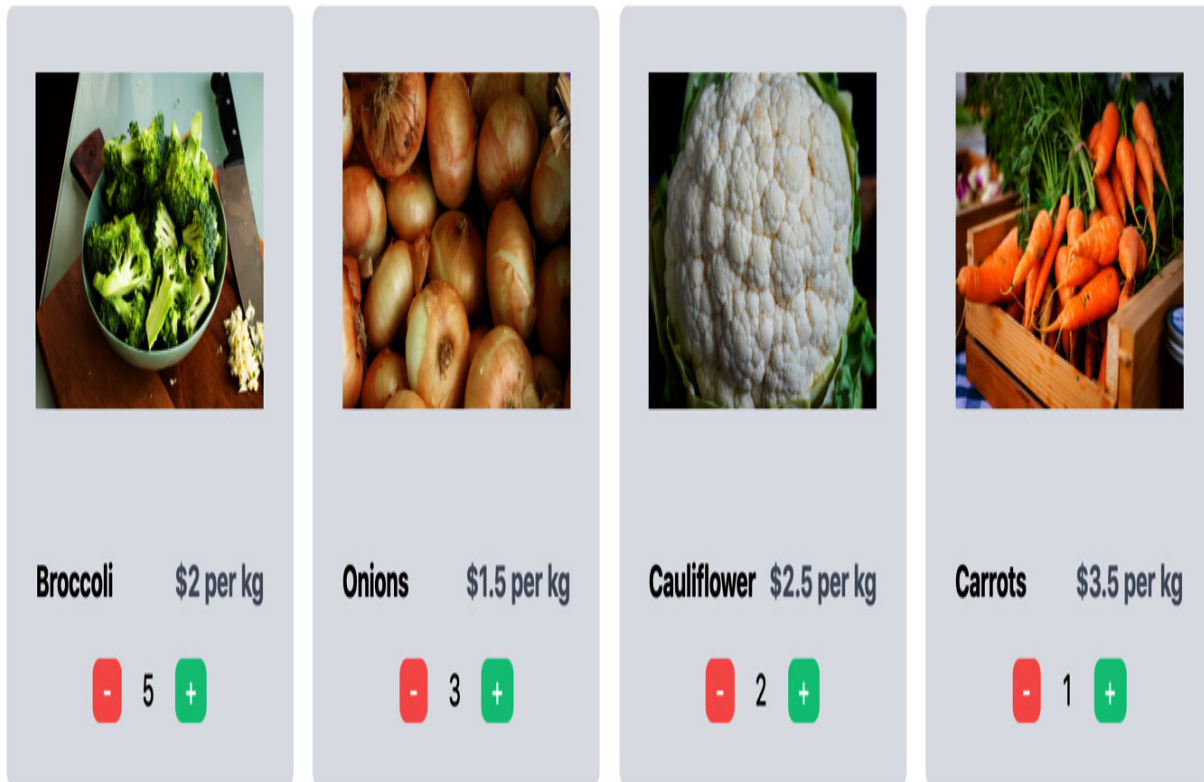 Broccoli $2 per kg
- 5 +
Onions $1.5 per kg
- 3 +
Cauliflower $2.5 per kg
- 2 +
Carrots $3.5 per kg
- 1 +